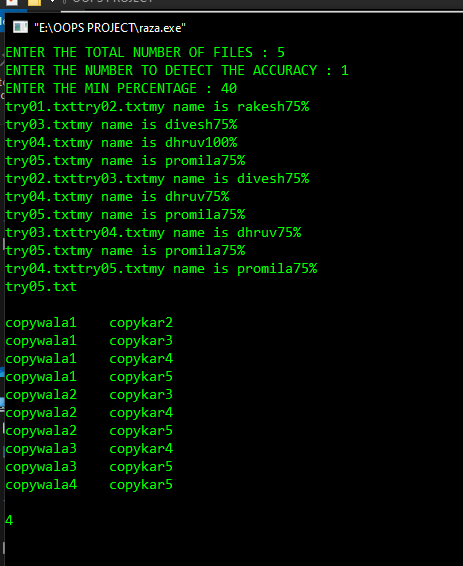 OOPS PROJECT
"E:\OOPS PROJECT\raza.exe"
ENTER THE TOTAL NUMBER OF FILES : 5
ENTER THE NUMBER TO DETECT THE ACCURACY : 1
ENTER THE MIN PERCENTAGE : 40
try01.txttry02.txtmy name is rakesh75%
try03.txtmy name is divesh75%
try04.txtmy name is dhruv100%
try05.txtmy name is promila75%
try02.txttry03.txtmy name is divesh75%
try04.txtmy name is dhruv75%
try05.txtmy name is promila75%
try03.txttry04.txtmy name is dhruv75%
try05.txtmy name is promila75%
try04.txttry05.txtmy name is promila75%
try05.txt
copywala1    copykar2
copywala1    copykar3
copywala1    copykar4
copywala1    copykar5
copywala2    copykar3
copywala2    copykar4
copywala2    copykar5
copywala3    copykar4
copywala3    copykar5
copywala4    copykar5
4